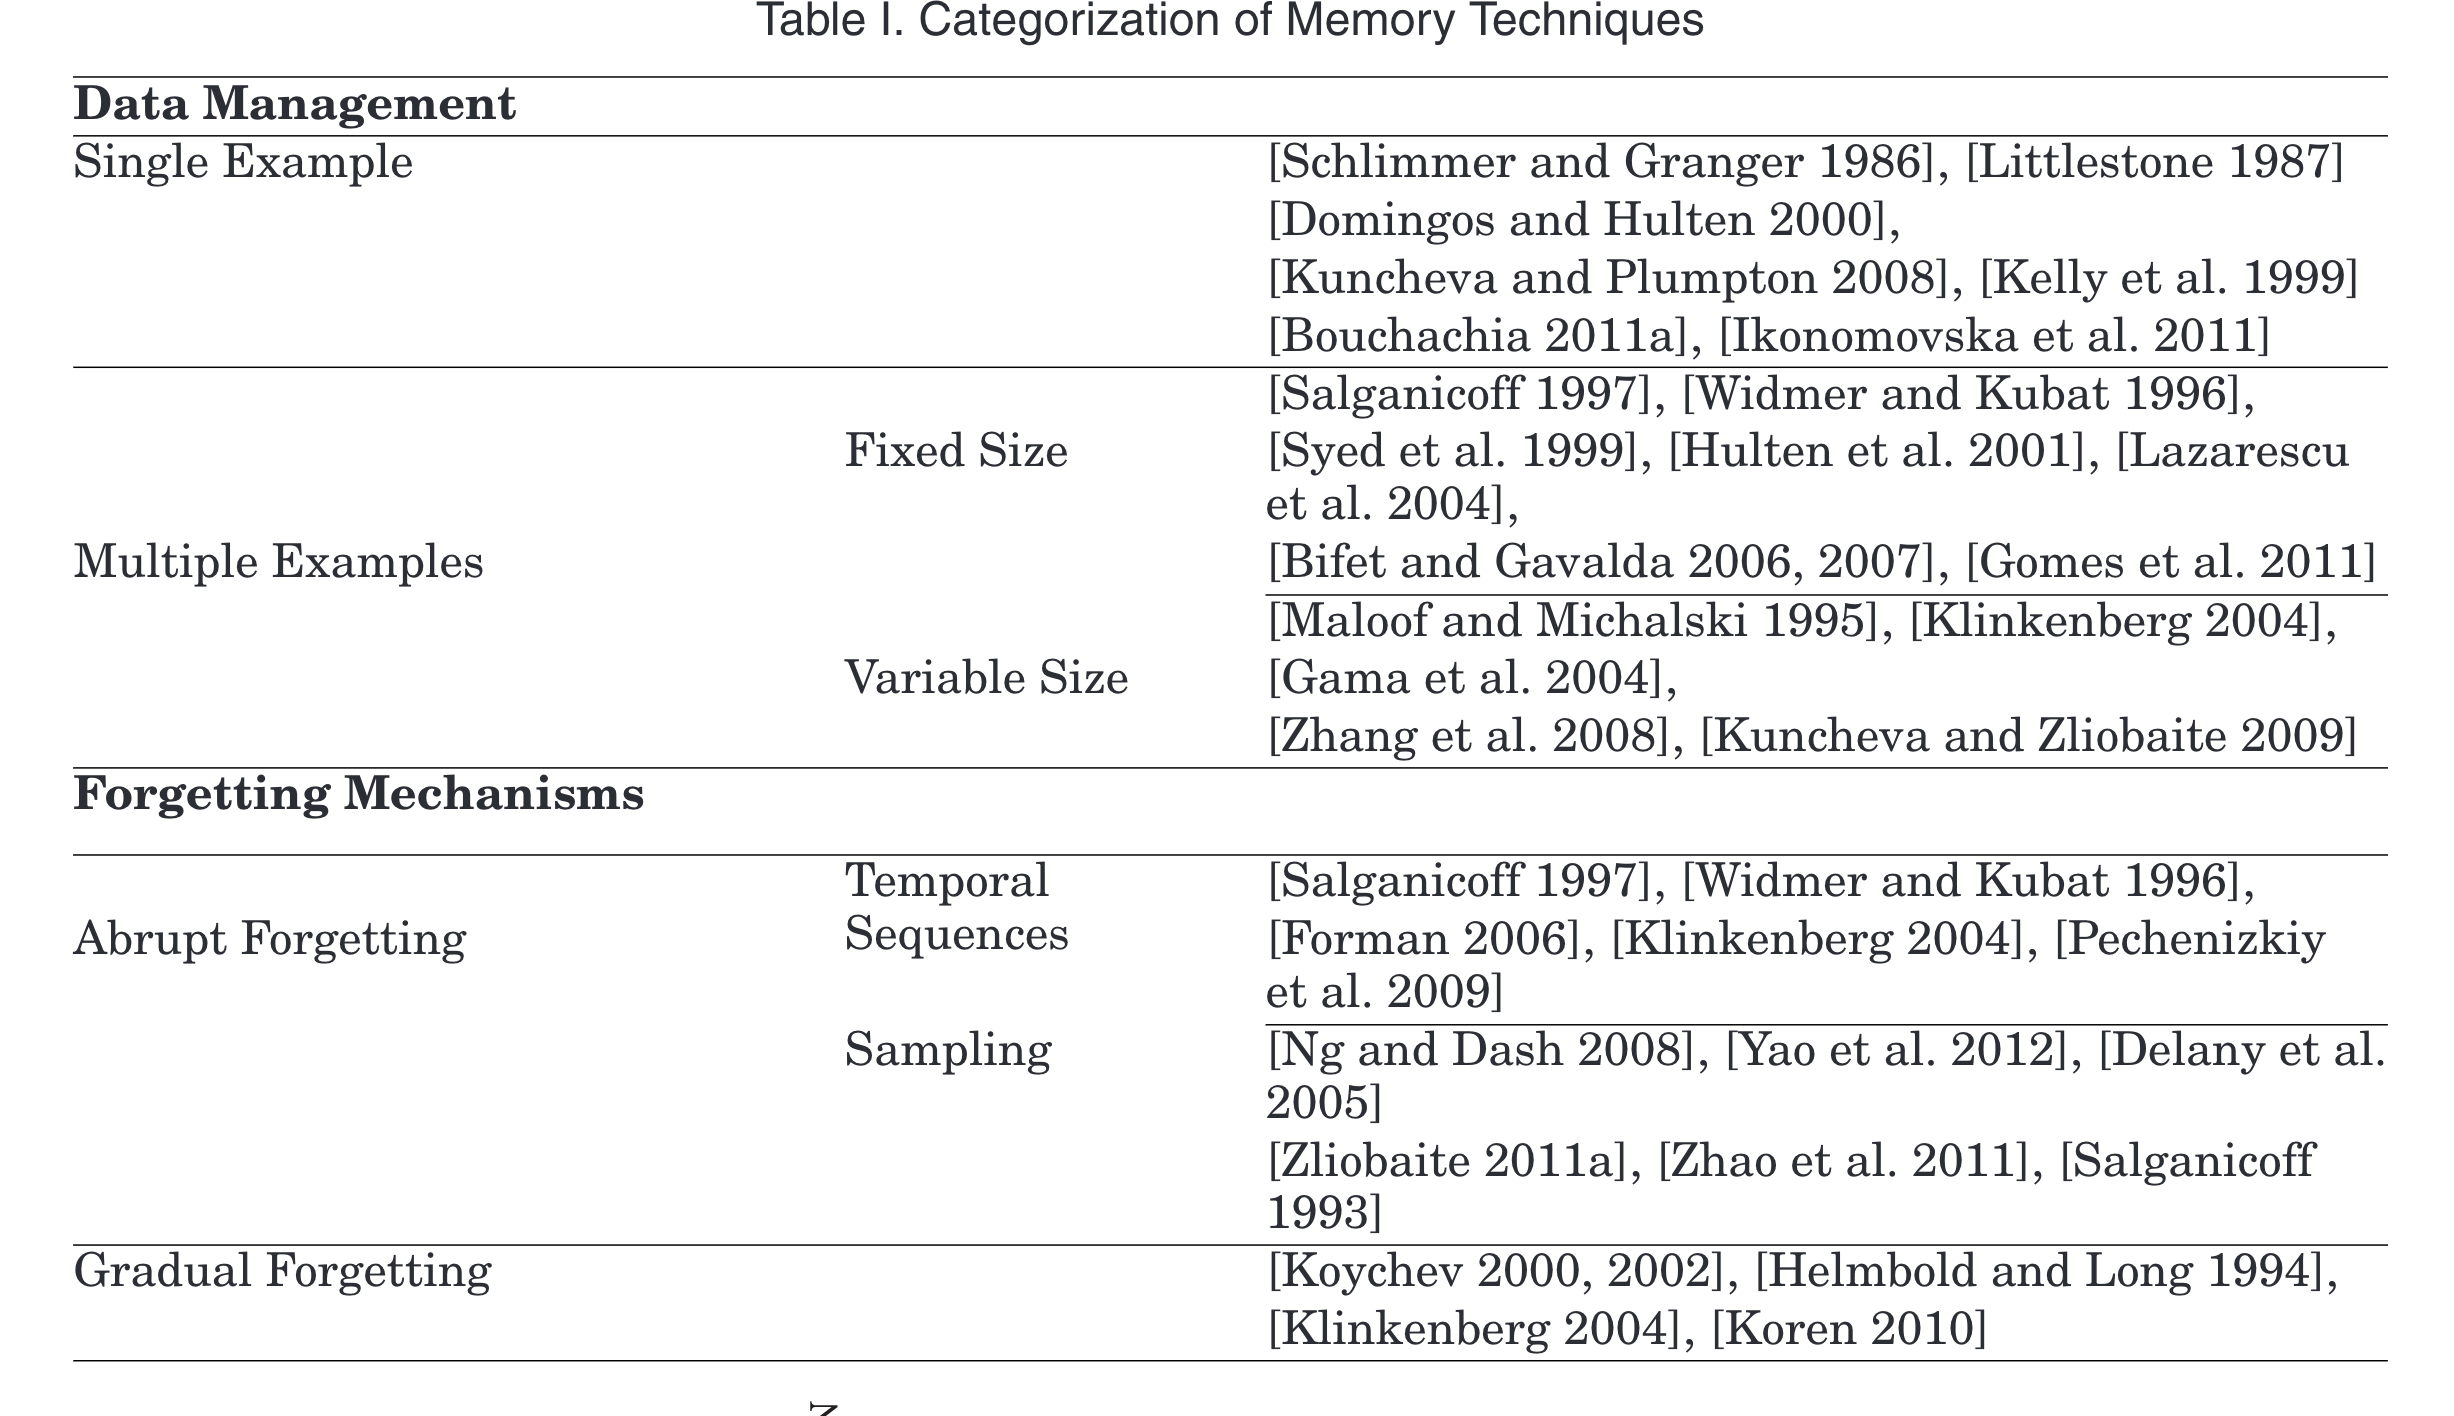 Table I. Categorization of Memory Techniques
Data Management
Single Example [Schlimmer and Granger 1986], [Littlestone 1987]
[Domingos and Hulten 2000],
[Kuncheva and Plumpton 2008], [Kelly et al. 1999]
[Bouchachia 2011a], [Ikonomovska et al. 2011]
[Salganicoff 1997], [Widmer and Kubat 1996],
Fixed Size [Syed et al. 1999], [Hulten et al. 2001], [Lazarescu
et al. 2004],
Multiple Examples [Bifet and Gavalda 2006, 2007], [Gomes et al. 2011]
[Maloof and Michalski 1995], [Klinkenberg 2004],
Variable Size [Gama et al. 2004],
[Zhang et al. 2008], [Kuncheva and Zliobaite 2009]
Forgetting Mechanisms
Temporal [Salganicoff 1997], [Widmer and Kubat 1996],
Abrupt Forgetting Sequences [Forman 2006], [Klinkenberg 2004], [Pechenizkiy
et al. 2009]
Sampling [Ng and Dash 2008], [Yao et al. 2012], [Delany et al.
2005]
[Zliobaite 2011a], [Zhao et al. 2011], [Salganicoff
1993]
Gradual Forgetting [Koychev 2000, 2002], [Helmbold and Long 1994],
[Klinkenberg 2004], [Koren 2010]